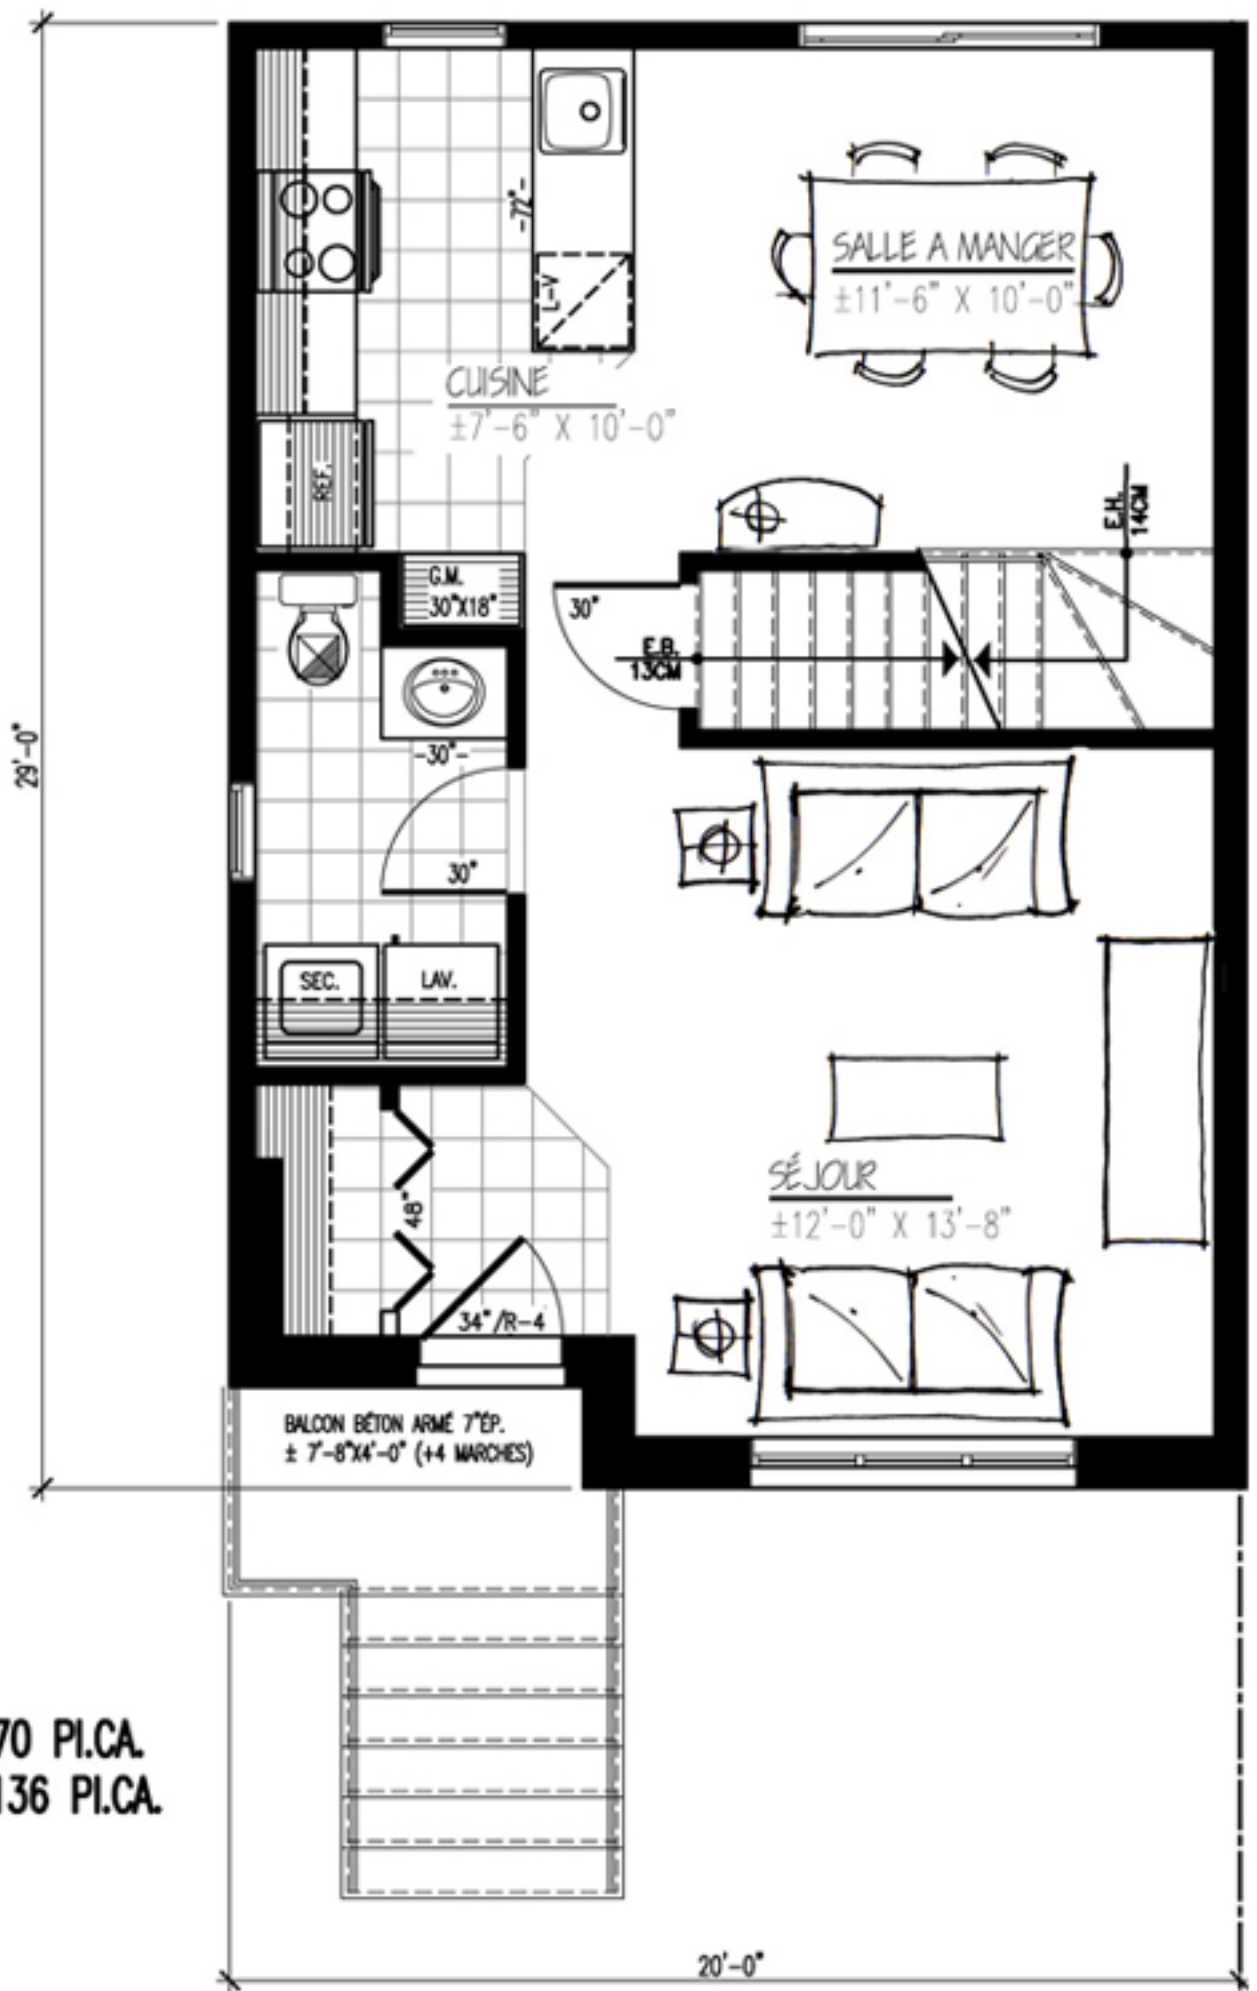 -72"-
L-V
SALLE A MANGER
±11'-6" X 10'-0"
CUISINE
±7'-6" X 10'-0"
REF.
E.H.
14CM
G.M.
30"X18"
30"
E.B.
13CM
29'-0"
-30"-
30"
SEC.
LAV.
48"
SÉJOUR
±12'-0" X 13'-8"
34"/R-4
BALCON BÉTON ARMÉ 7"ÉP.
± 7'-8"X4'-0" (+4 MARCHES)
70 PI.CA.
136 PI.CA.
20'-0"